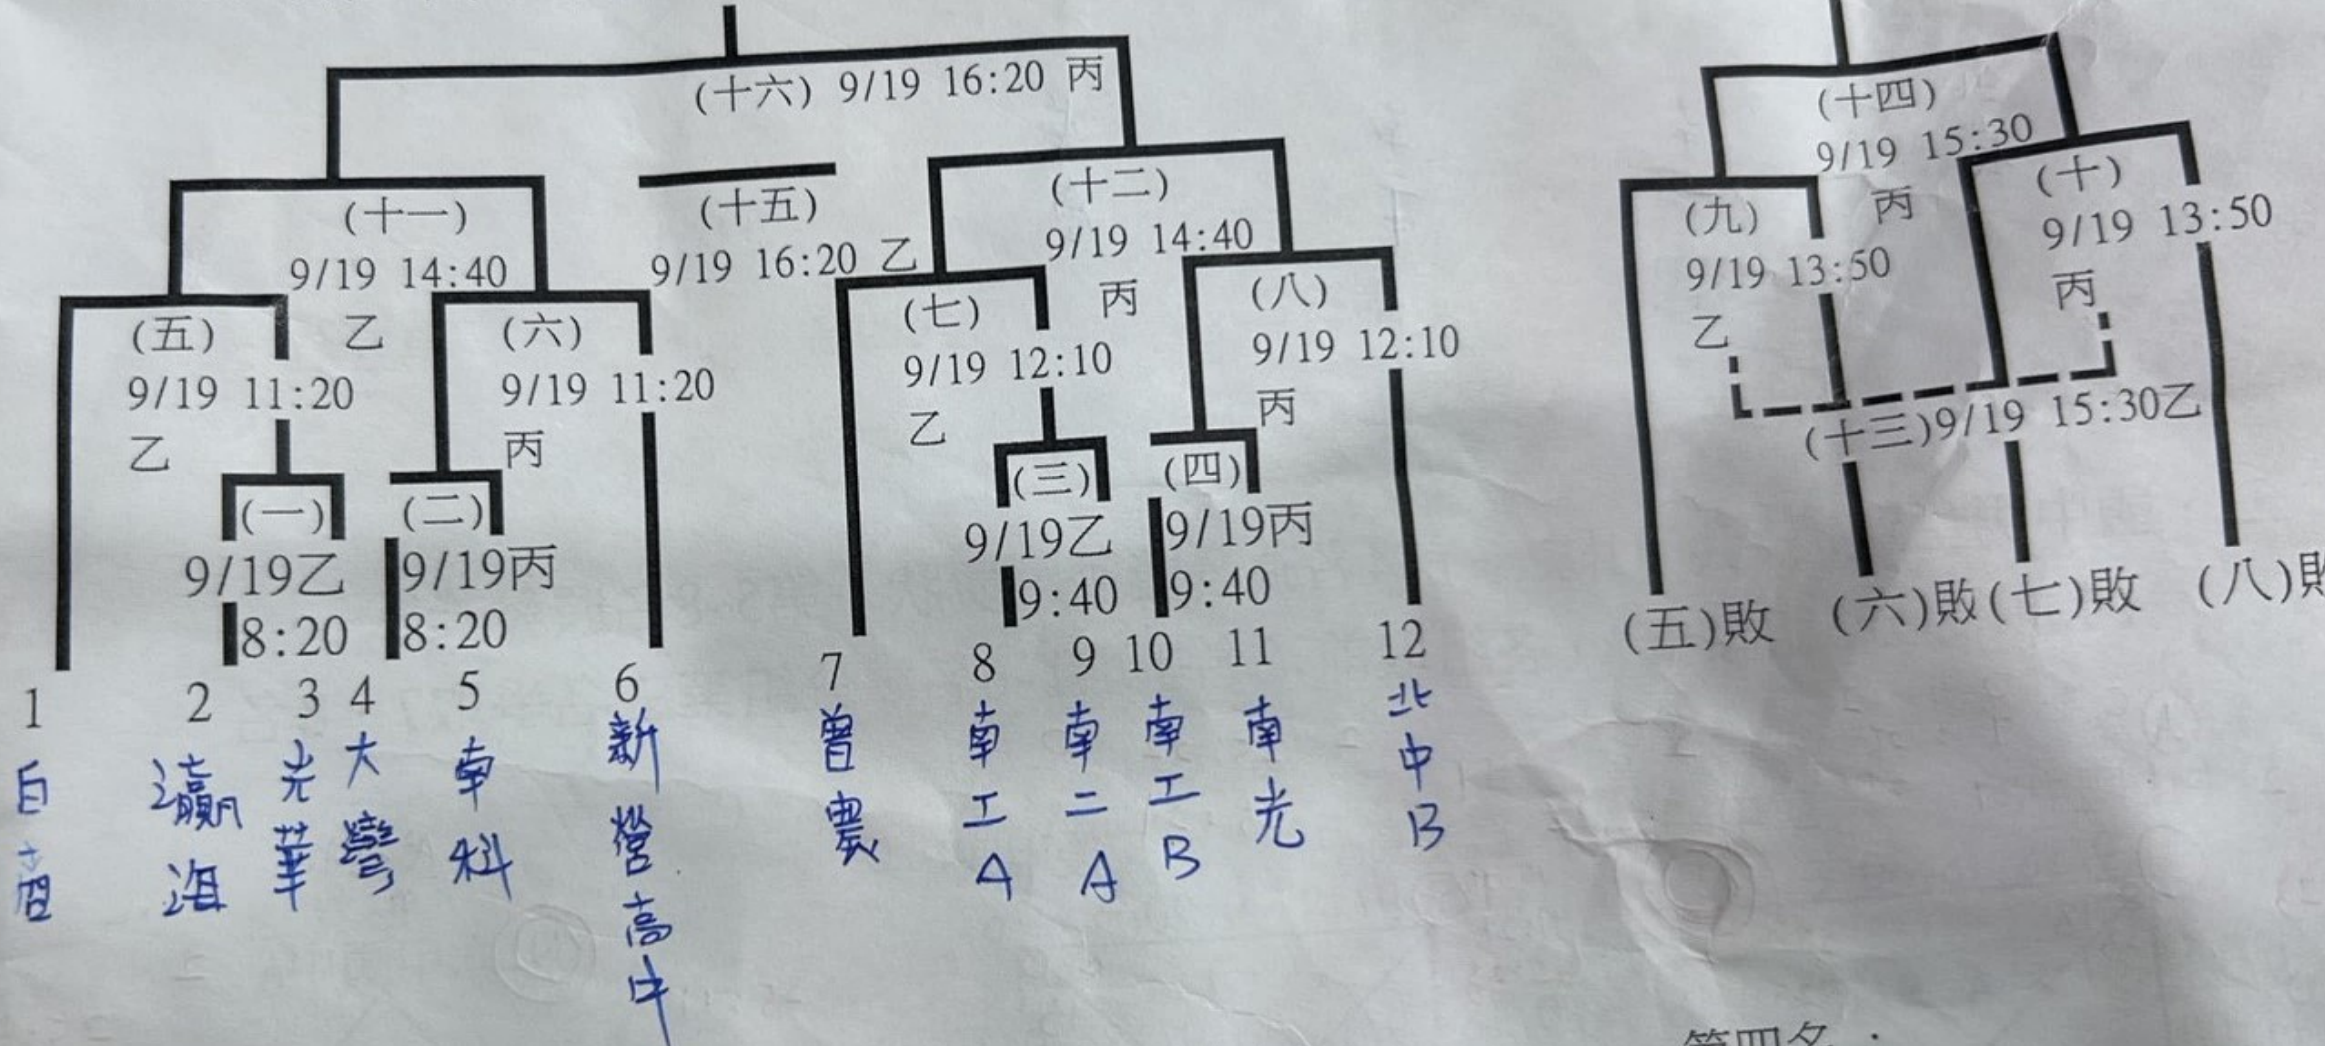 (十六) 9/19 16:20 丙
(十一)
9/19 14:40
乙
(十五)
9/19 16:20 乙
(十二)
9/19 14:40
丙
(五)
9/19 11:20
乙
(六)
9/19 11:20
丙
(七)
9/19 12:10
乙
(八)
9/19 12:10
丙
(一)
9/19乙
8:20
(二)
9/19丙
8:20
(三)
9/19乙
9:40
(四)
9/19丙
9:40
1
2
3
4
5
6
7
8
9
10
11
12
瀛海
光華
大灣
南科
新營高中
曾農
南工A
南二A
南工B
南光
北中B
(十四)
9/19 15:30
丙
(九)
9/19 13:50
乙
(十)
9/19 13:50
丙
(十三)9/19 15:30乙
(五)敗
(六)敗
(七)敗
(八)敗
第四名: